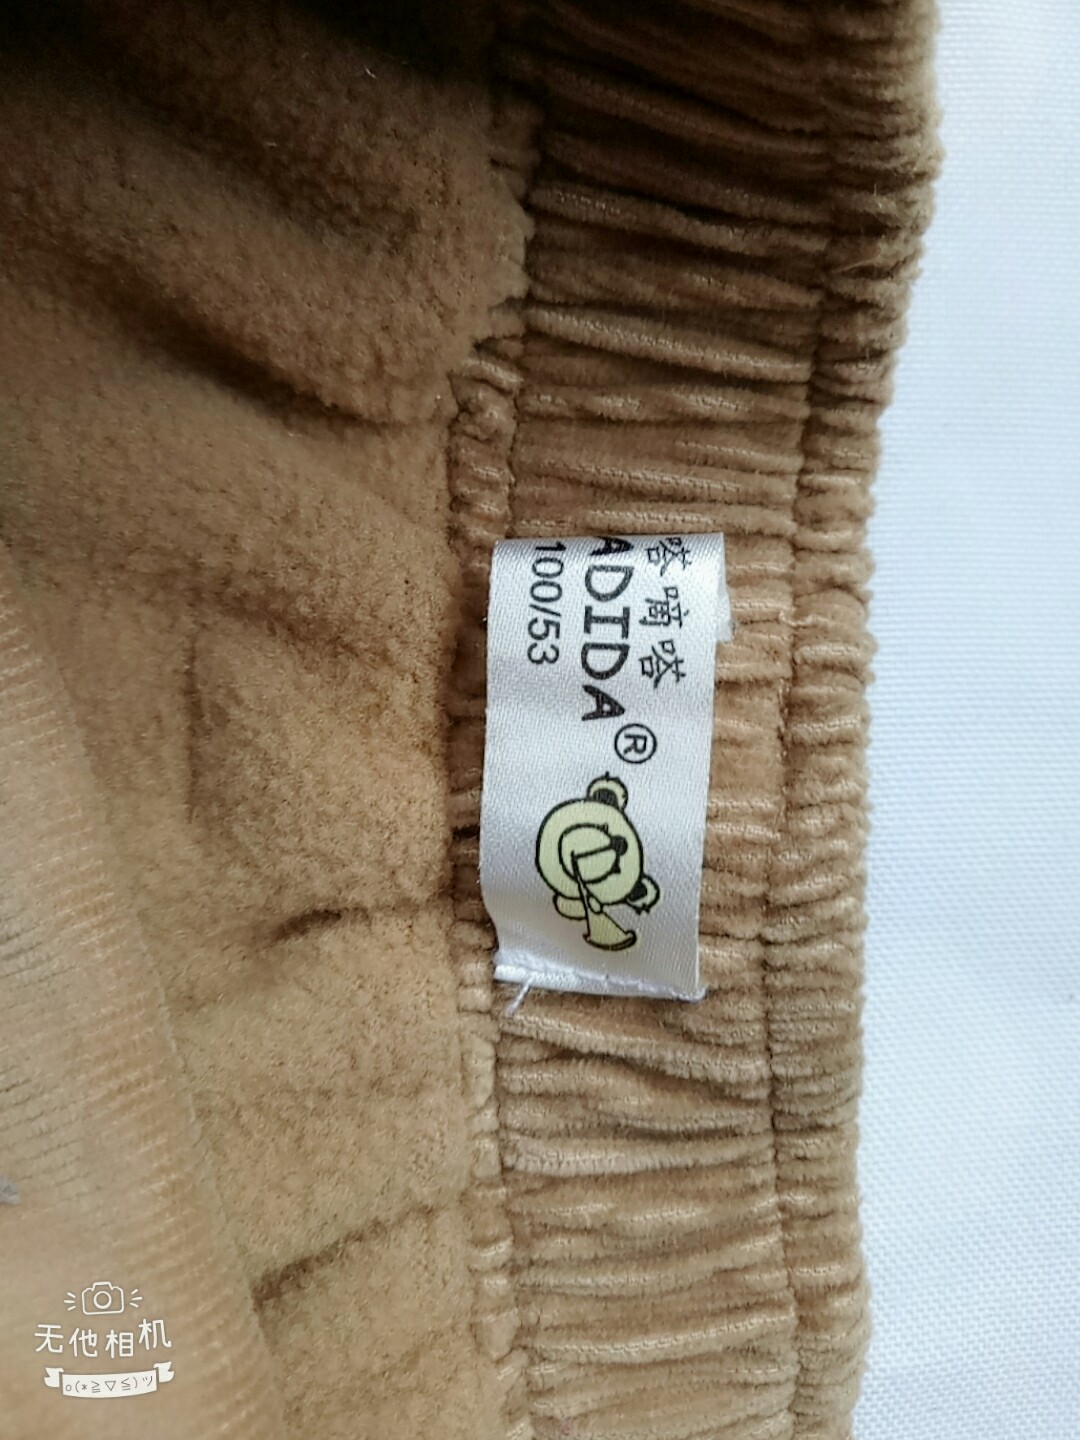 嗒嘀嗒
ADIDA®
100/53
无他相机
o(*≧▽≦)ツ